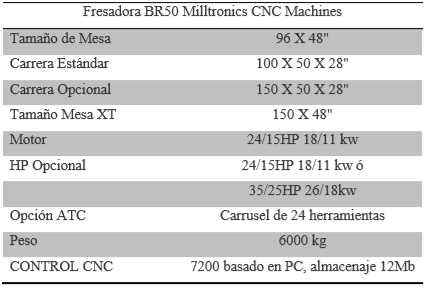 Fresadora BR50 Milltronics CNC Machines
Tamaño de Mesa 96 X 48"
Carrera Estándar 100 X 50 X 28"
Carrera Opcional 150 X 50 X 28"
Tamaño Mesa XT 150 X 48"
Motor 24/15HP 18/11 kw
HP Opcional 24/15HP 18/11 kw ó
35/25HP 26/18kw
Opción ATC Carrusel de 24 herramientas
Peso 6000 kg
CONTROL CNC 7200 basado en PC, almacenaje 12Mb